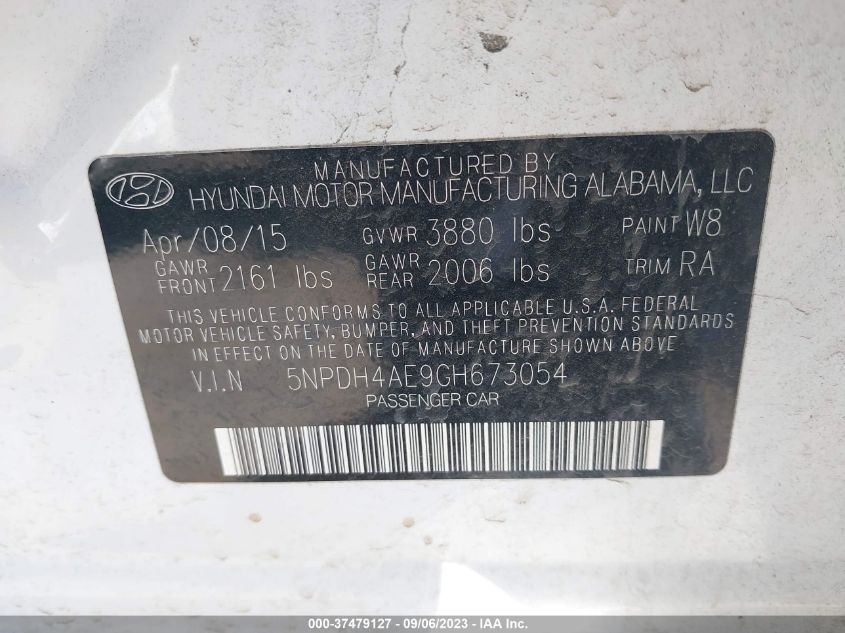 MANUFACTURED BY
HYUNDAI MOTOR MANUFACTURING ALABAMA, LLC
Apr/08/15 GVWR 3880 lbs PAINT W8
GAWR FRONT 2161 lbs GAWR REAR 2006 lbs TRIM RA
THIS VEHICLE CONFORMS TO ALL APPLICABLE U.S.A. FEDERAL
MOTOR VEHICLE SAFETY, BUMPER, AND THEFT PREVENTION STANDARDS
IN EFFECT ON THE DATE OF MANUFACTURE SHOWN ABOVE.
V.I.N 5NPDH4AE9GH673054
PASSENGER CAR
000-37479127 - 09/06/2023 - IAA Inc.